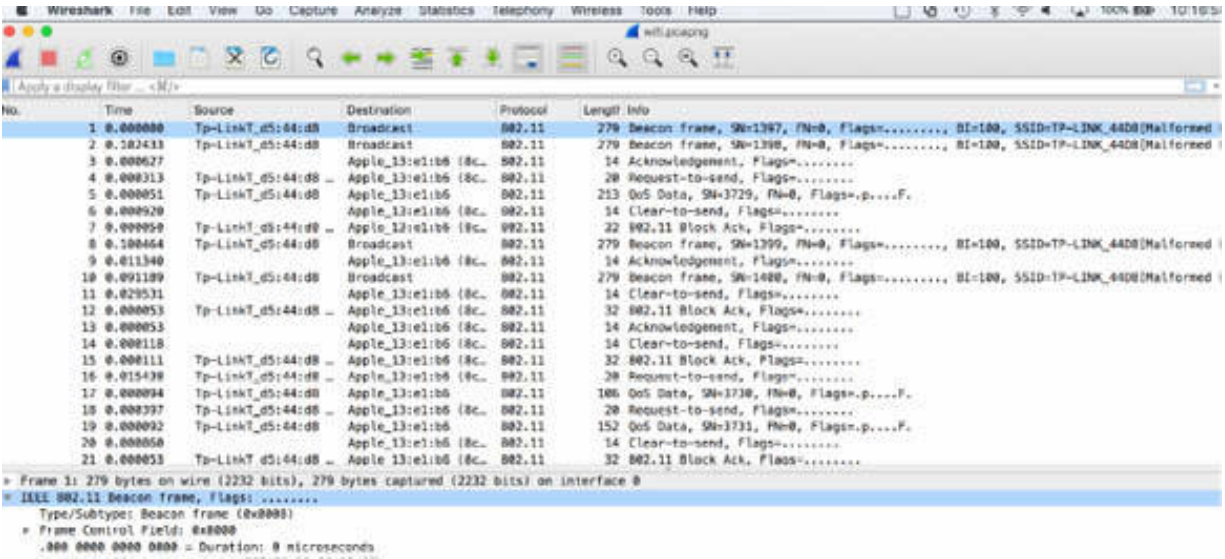 Wireshark File Edit View Go Capture Analyze Statistics Telephony Wireless Tools Help 100%
wifi.pcapng
Apply a display filter ... <⌘/>
No. Time Source Destination Protocol Length Info
1 0.000000 Tp-LinkT_d5:44:d8 Broadcast 802.11 279 Beacon frame, SN=1397, FN=0, Flags=........, BI=100, SSID=TP-LINK_44D8[Malformed
2 0.102433 Tp-LinkT_d5:44:d8 Broadcast 802.11 279 Beacon frame, SN=1398, FN=0, Flags=........, BI=100, SSID=TP-LINK_44D8[Malformed
3 0.000627 Apple_13:e1:b6 (8c… 802.11 14 Acknowledgement, Flags=........
4 0.000313 Tp-LinkT_d5:44:d8 … Apple_13:e1:b6 (8c… 802.11 20 Request-to-send, Flags=........
5 0.000051 Tp-LinkT_d5:44:d8 Apple_13:e1:b6 802.11 213 QoS Data, SN=3729, FN=0, Flags=.p....F.
6 0.000920 Apple_13:e1:b6 (8c… 802.11 14 Clear-to-send, Flags=........
7 0.000050 Tp-LinkT_d5:44:d8 … Apple_13:e1:b6 (8c… 802.11 32 802.11 Block Ack, Flags=........
8 0.100464 Tp-LinkT_d5:44:d8 Broadcast 802.11 279 Beacon frame, SN=1399, FN=0, Flags=........, BI=100, SSID=TP-LINK_44D8[Malformed
9 0.011340 Apple_13:e1:b6 (8c… 802.11 14 Acknowledgement, Flags=........
10 0.091189 Tp-LinkT_d5:44:d8 Broadcast 802.11 279 Beacon frame, SN=1400, FN=0, Flags=........, BI=100, SSID=TP-LINK_44D8[Malformed
11 0.029531 Apple_13:e1:b6 (8c… 802.11 14 Clear-to-send, Flags=........
12 0.000053 Tp-LinkT_d5:44:d8 … Apple_13:e1:b6 (8c… 802.11 32 802.11 Block Ack, Flags=........
13 0.000053 Apple_13:e1:b6 (8c… 802.11 14 Acknowledgement, Flags=........
14 0.000118 Apple_13:e1:b6 (8c… 802.11 14 Clear-to-send, Flags=........
15 0.000111 Tp-LinkT_d5:44:d8 … Apple_13:e1:b6 (8c… 802.11 32 802.11 Block Ack, Flags=........
16 0.015439 Tp-LinkT_d5:44:d8 … Apple_13:e1:b6 (8c… 802.11 20 Request-to-send, Flags=........
17 0.000094 Tp-LinkT_d5:44:d8 Apple_13:e1:b6 802.11 106 QoS Data, SN=3730, FN=0, Flags=.p....F.
18 0.000397 Tp-LinkT_d5:44:d8 … Apple_13:e1:b6 (8c… 802.11 20 Request-to-send, Flags=........
19 0.000092 Tp-LinkT_d5:44:d8 Apple_13:e1:b6 802.11 152 QoS Data, SN=3731, FN=0, Flags=.p....F.
20 0.000860 Apple_13:e1:b6 (8c… 802.11 14 Clear-to-send, Flags=........
21 0.000053 Tp-LinkT_d5:44:d8 … Apple_13:e1:b6 (8c… 802.11 32 802.11 Block Ack, Flags=........
Frame 1: 279 bytes on wire (2232 bits), 279 bytes captured (2232 bits) on interface 0
IEEE 802.11 Beacon frame, Flags: ........
Type/Subtype: Beacon frame (0x0008)
Frame Control Field: 0x8000
.000 0000 0000 0000 = Duration: 0 microseconds